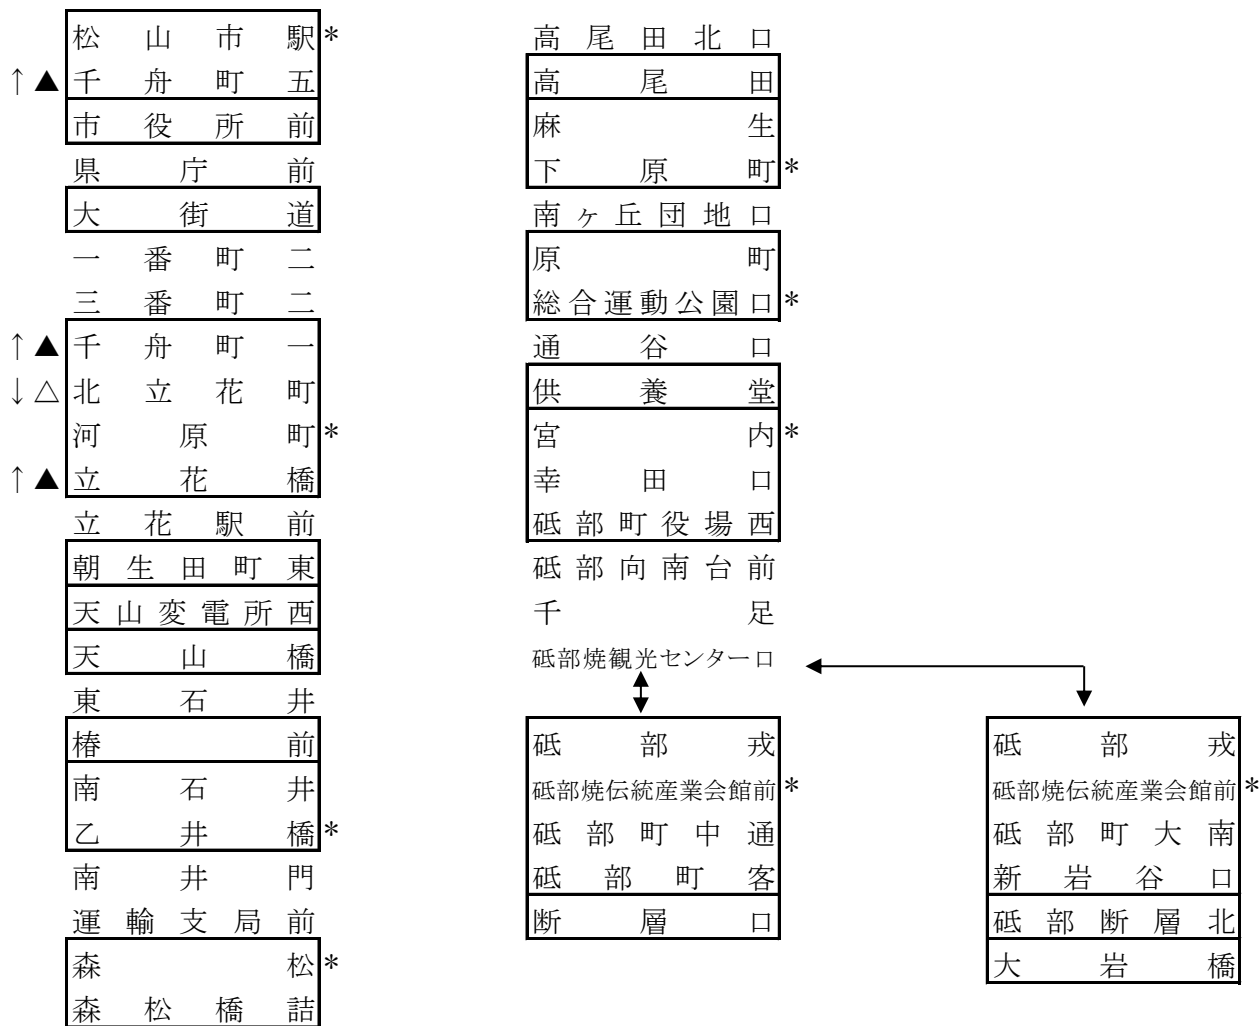 松山市駅*
↑▲千舟町五
市役所前
県庁前
大街道
一番町二
三番町二
↑▲千舟町一
↓△北立花町
河原町*
↑▲立花橋
立花駅前
朝生田町東
天山変電所西
天山橋
東石井
椿前
南石井
乙井橋*
南井門
運輸支局前
森松*
森松橋詰
高尾田北口
高尾田
麻生
下原町*
南ヶ丘団地口
原町
総合運動公園口*
通谷口
供養堂
宮内*
幸田口
砥部町役場西
砥部向南台前
千足
砥部焼観光センター口
砥部戎
砥部焼伝統産業会館前*
砥部町中通
砥部町客
断層口
砥部戎
砥部焼伝統産業会館前*
砥部町大南
新岩谷口
砥部断層北
大岩橋